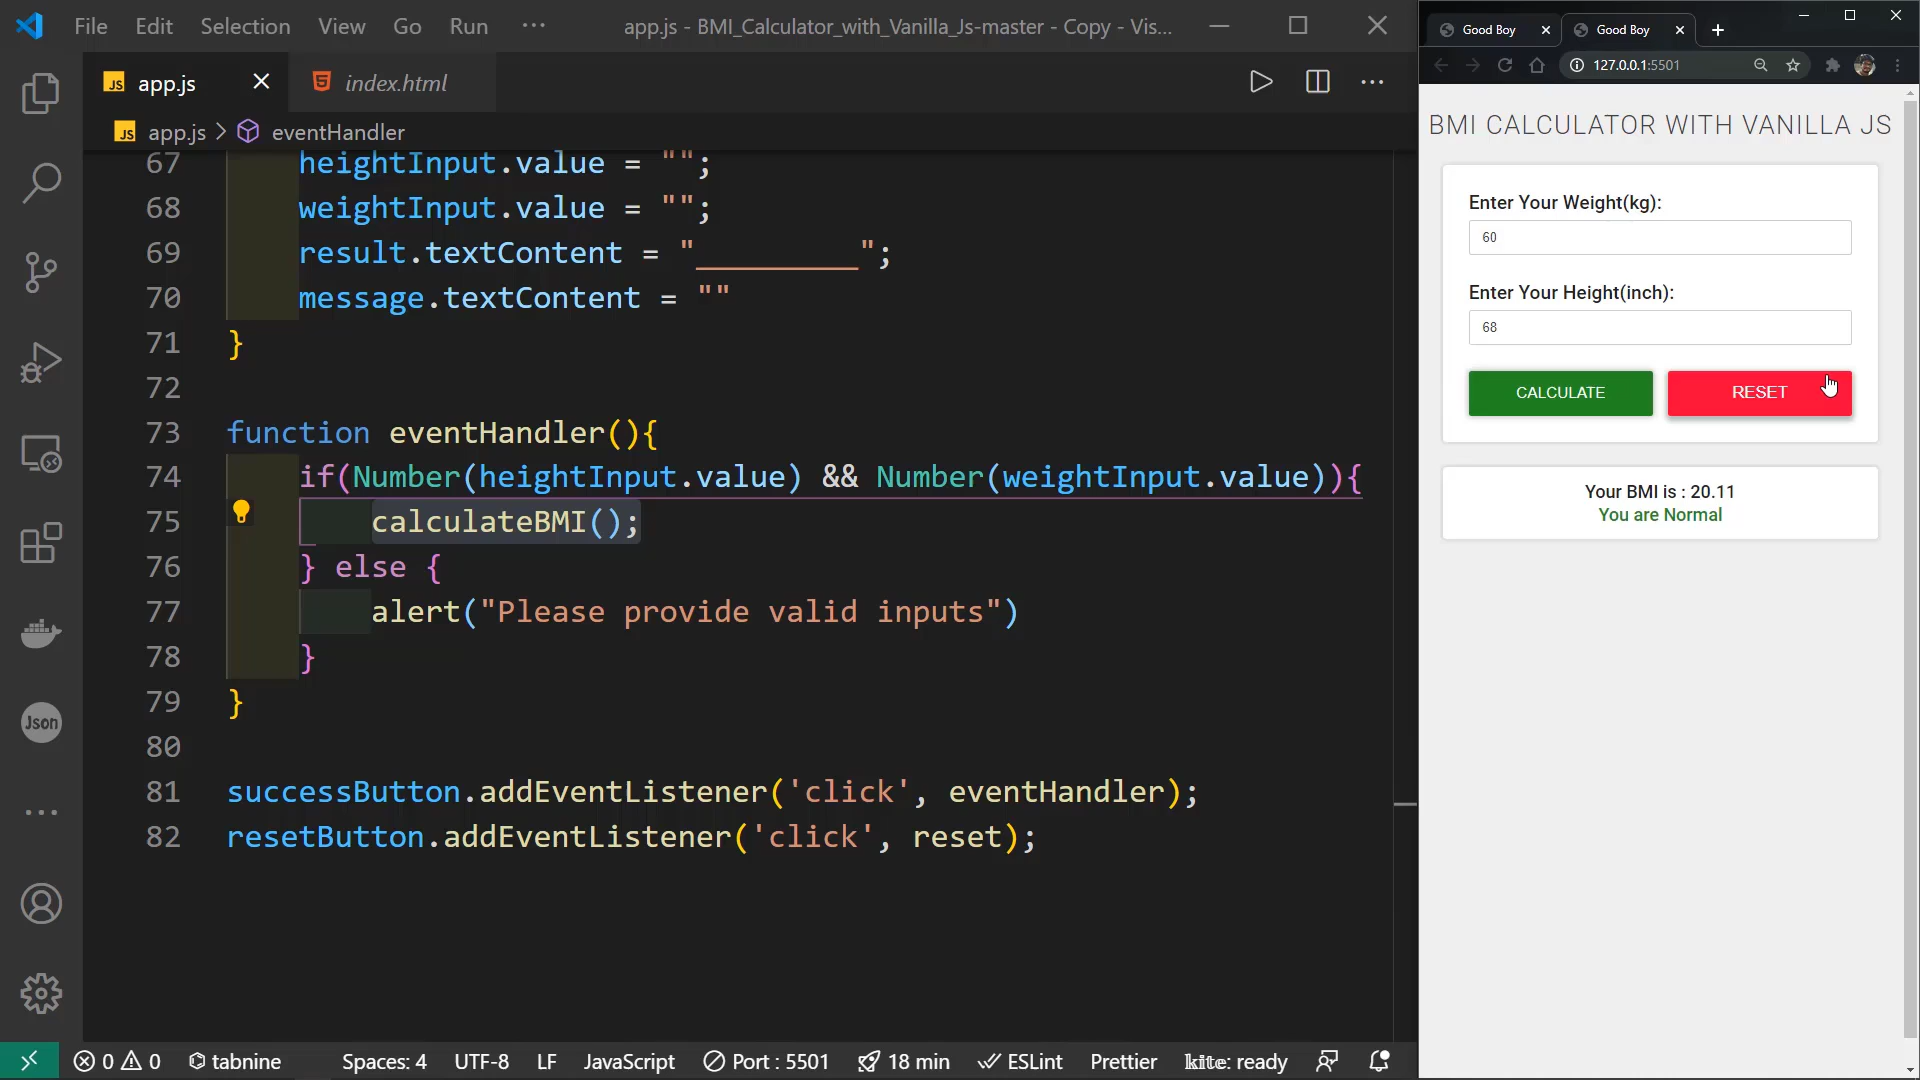 File Edit Selection View Go Run ··· app.js - BMI_Calculator_with_Vanilla_Js-master - Copy - Vis...
JS app.js index.html
JS app.js > eventHandler
67 heightInput.value = "";
68 weightInput.value = "";
69 result.textContent = "_________";
70 message.textContent = ""
71 }
72
73 function eventHandler(){
74 if(Number(heightInput.value) && Number(weightInput.value)){
75 calculateBMI();
76 } else {
77 alert("Please provide valid inputs")
78 }
79 }
80
81 successButton.addEventListener('click', eventHandler);
82 resetButton.addEventListener('click', reset);
Json
0 0 tabnine Spaces: 4 UTF-8 LF JavaScript Port : 5501 18 min ESLint Prettier kite: ready
Good Boy Good Boy
127.0.0.1:5501
BMI CALCULATOR WITH VANILLA JS
Enter Your Weight(kg):
60
Enter Your Height(inch):
68
CALCULATE RESET
Your BMI is : 20.11
You are Normal